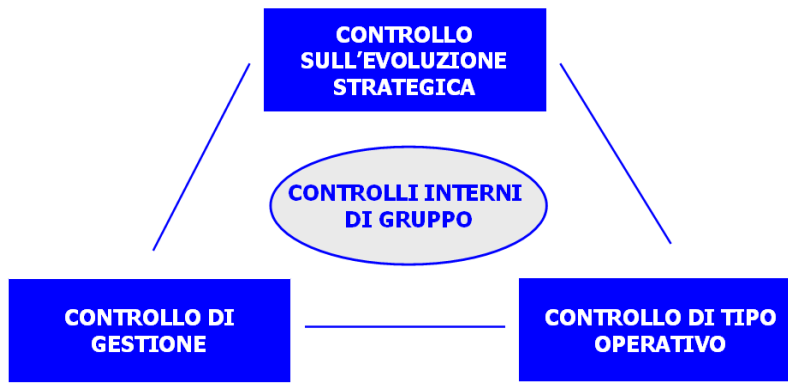 CONTROLLO
SULL’EVOLUZIONE
STRATEGICA
CONTROLLI INTERNI
DI GRUPPO
CONTROLLO DI
GESTIONE
CONTROLLO DI TIPO
OPERATIVO